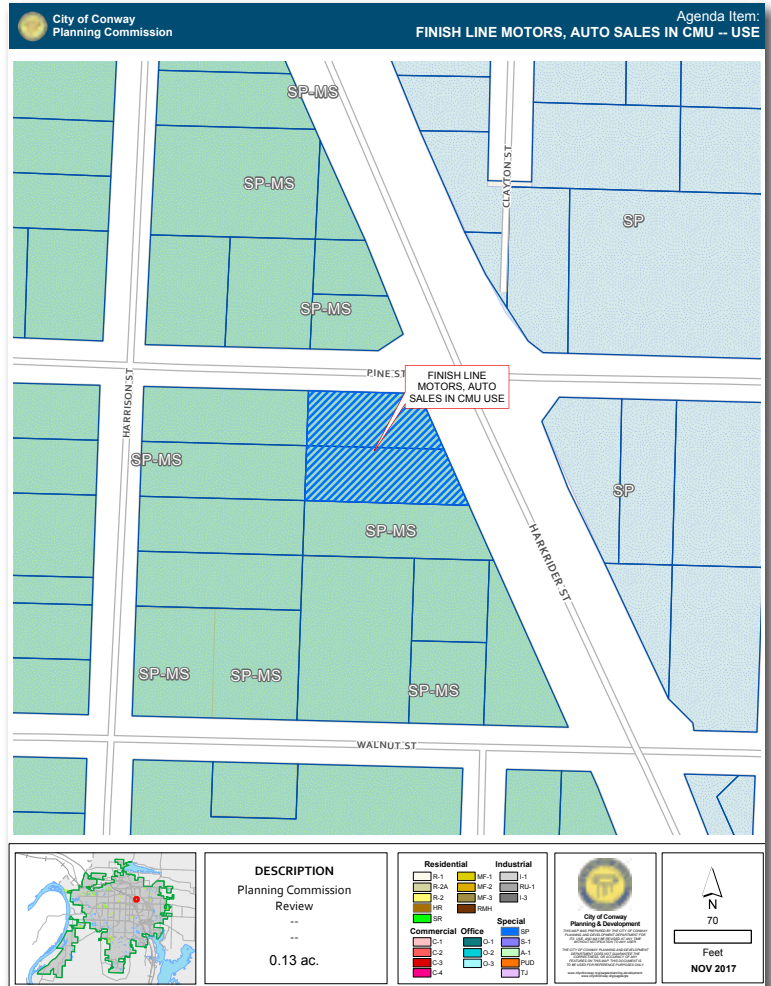 City of Conway
Planning Commission
Agenda Item:
FINISH LINE MOTORS, AUTO SALES IN CMU -- USE
SP-MS
CLAYTON ST
SP-MS
SP
SP-MS
PINE ST
FINISH LINE
MOTORS, AUTO
SALES IN CMU USE
HARRISON ST
SP-MS
SP
SP-MS
HARKRIDER ST
SP-MS
SP-MS
SP-MS
WALNUT ST
DESCRIPTION
Planning Commission
Review
--
--
0.13 ac.
Residential
R-1
R-2A
R-2
HR
SR
MF-1
MF-2
MF-3
RMH
Industrial
I-1
RU-1
I-3
Commercial
C-1
C-2
C-3
C-4
Office
O-1
O-2
O-3
Special
SP
S-1
A-1
PUD
TJ
City of Conway
Planning & Development
N
70
Feet
NOV 2017